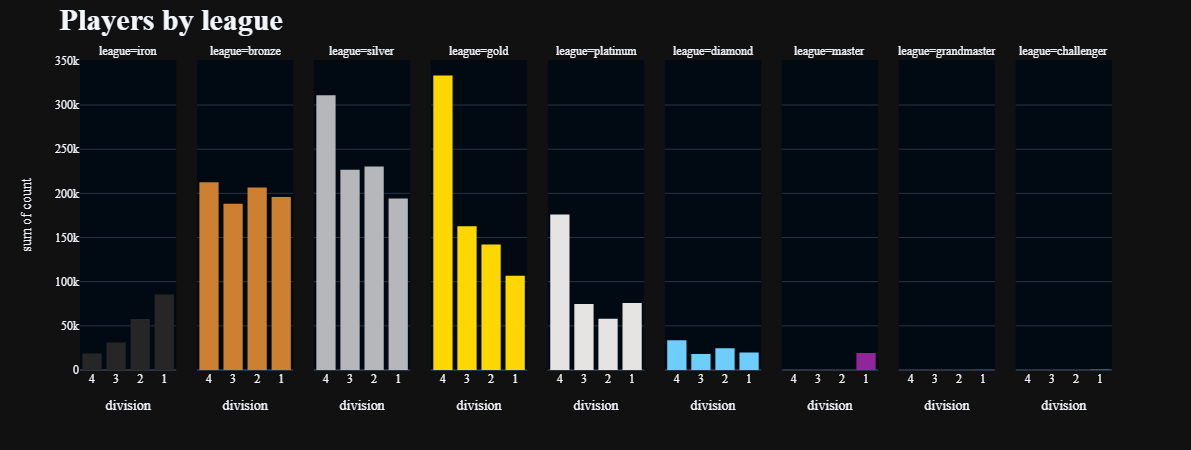 Players by league
league=iron league=bronze league=silver league=gold league=platinum league=diamond league=master league=grandmaster league=challenger
350k
300k
250k
200k
150k
100k
50k
0
sum of count
4 3 2 1 4 3 2 1 4 3 2 1 4 3 2 1 4 3 2 1 4 3 2 1 4 3 2 1 4 3 2 1 4 3 2 1
division division division division division division division division division